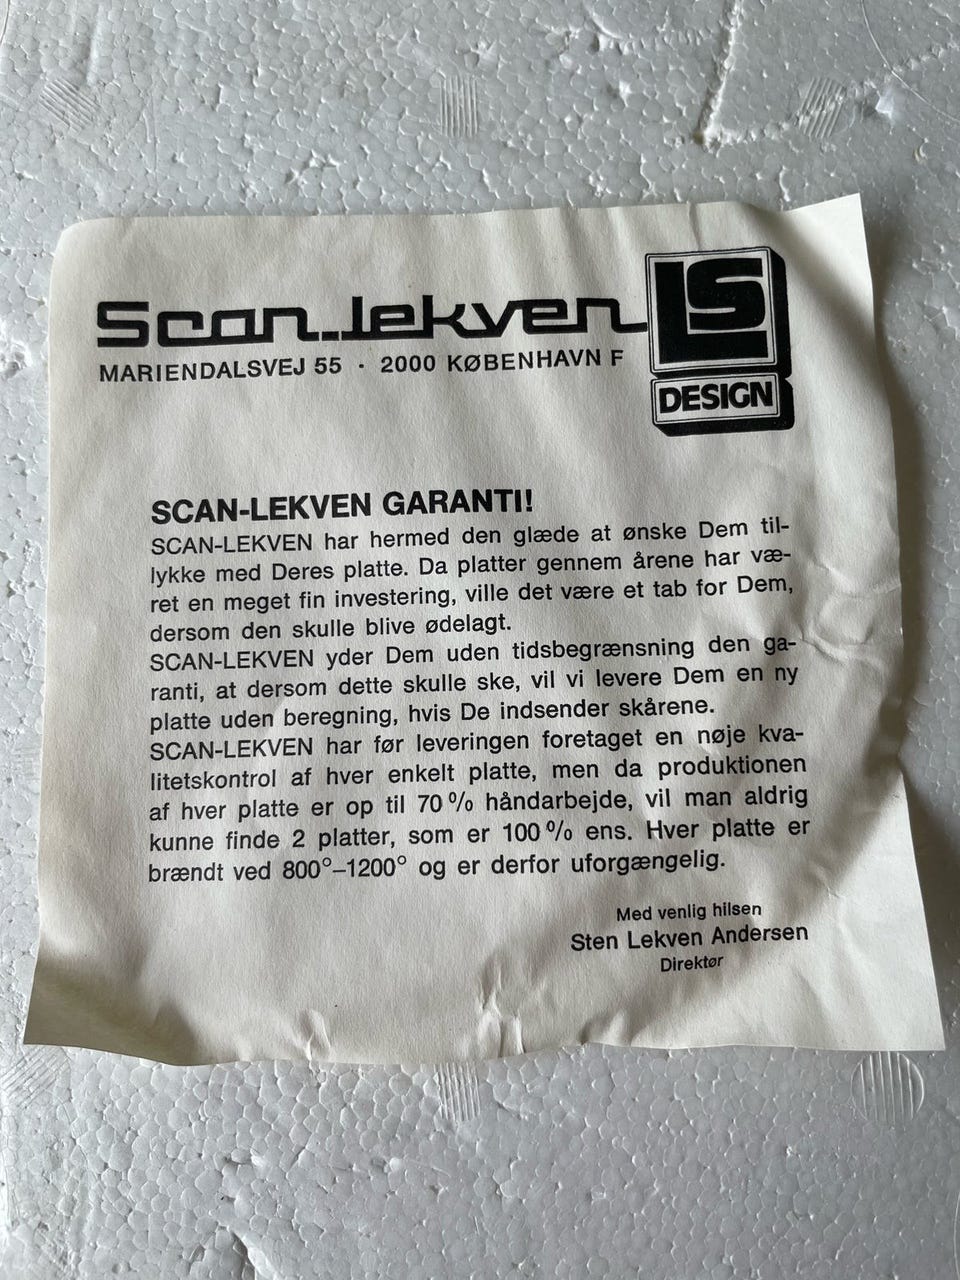 Scan-lekven
LS
MARIENDALSVEJ 55 · 2000 KØBENHAVN F
DESIGN
SCAN-LEKVEN GARANTI!
SCAN-LEKVEN har hermed den glæde at ønske Dem til-
lykke med Deres platte. Da platter gennem årene har væ-
ret en meget fin investering, ville det være et tab for Dem,
dersom den skulle blive ødelagt.
SCAN-LEKVEN yder Dem uden tidsbegrænsning den ga-
ranti, at dersom dette skulle ske, vil vi levere Dem en ny
platte uden beregning, hvis De indsender skårene.
SCAN-LEKVEN har før leveringen foretaget en nøje kva-
litetskontrol af hver enkelt platte, men da produktionen
af hver platte er op til 70% håndarbejde, vil man aldrig
kunne finde 2 platter, som er 100% ens. Hver platte er
brændt ved 800°–1200° og er derfor uforgængelig.
Med venlig hilsen
Sten Lekven Andersen
Direktør